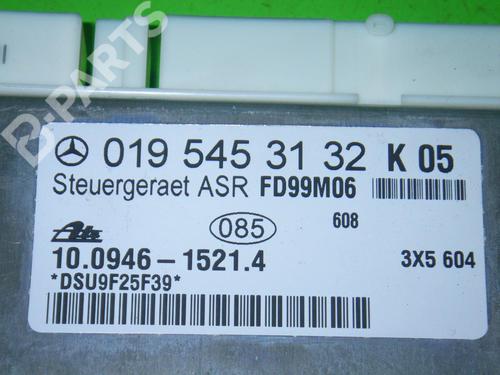 B-PARTS
019 545 31 32 K 05
Steuergeraet ASR FD99M06
085 608
Ate
10.0946-1521.4 3X5 604
*DSU9F25F39*